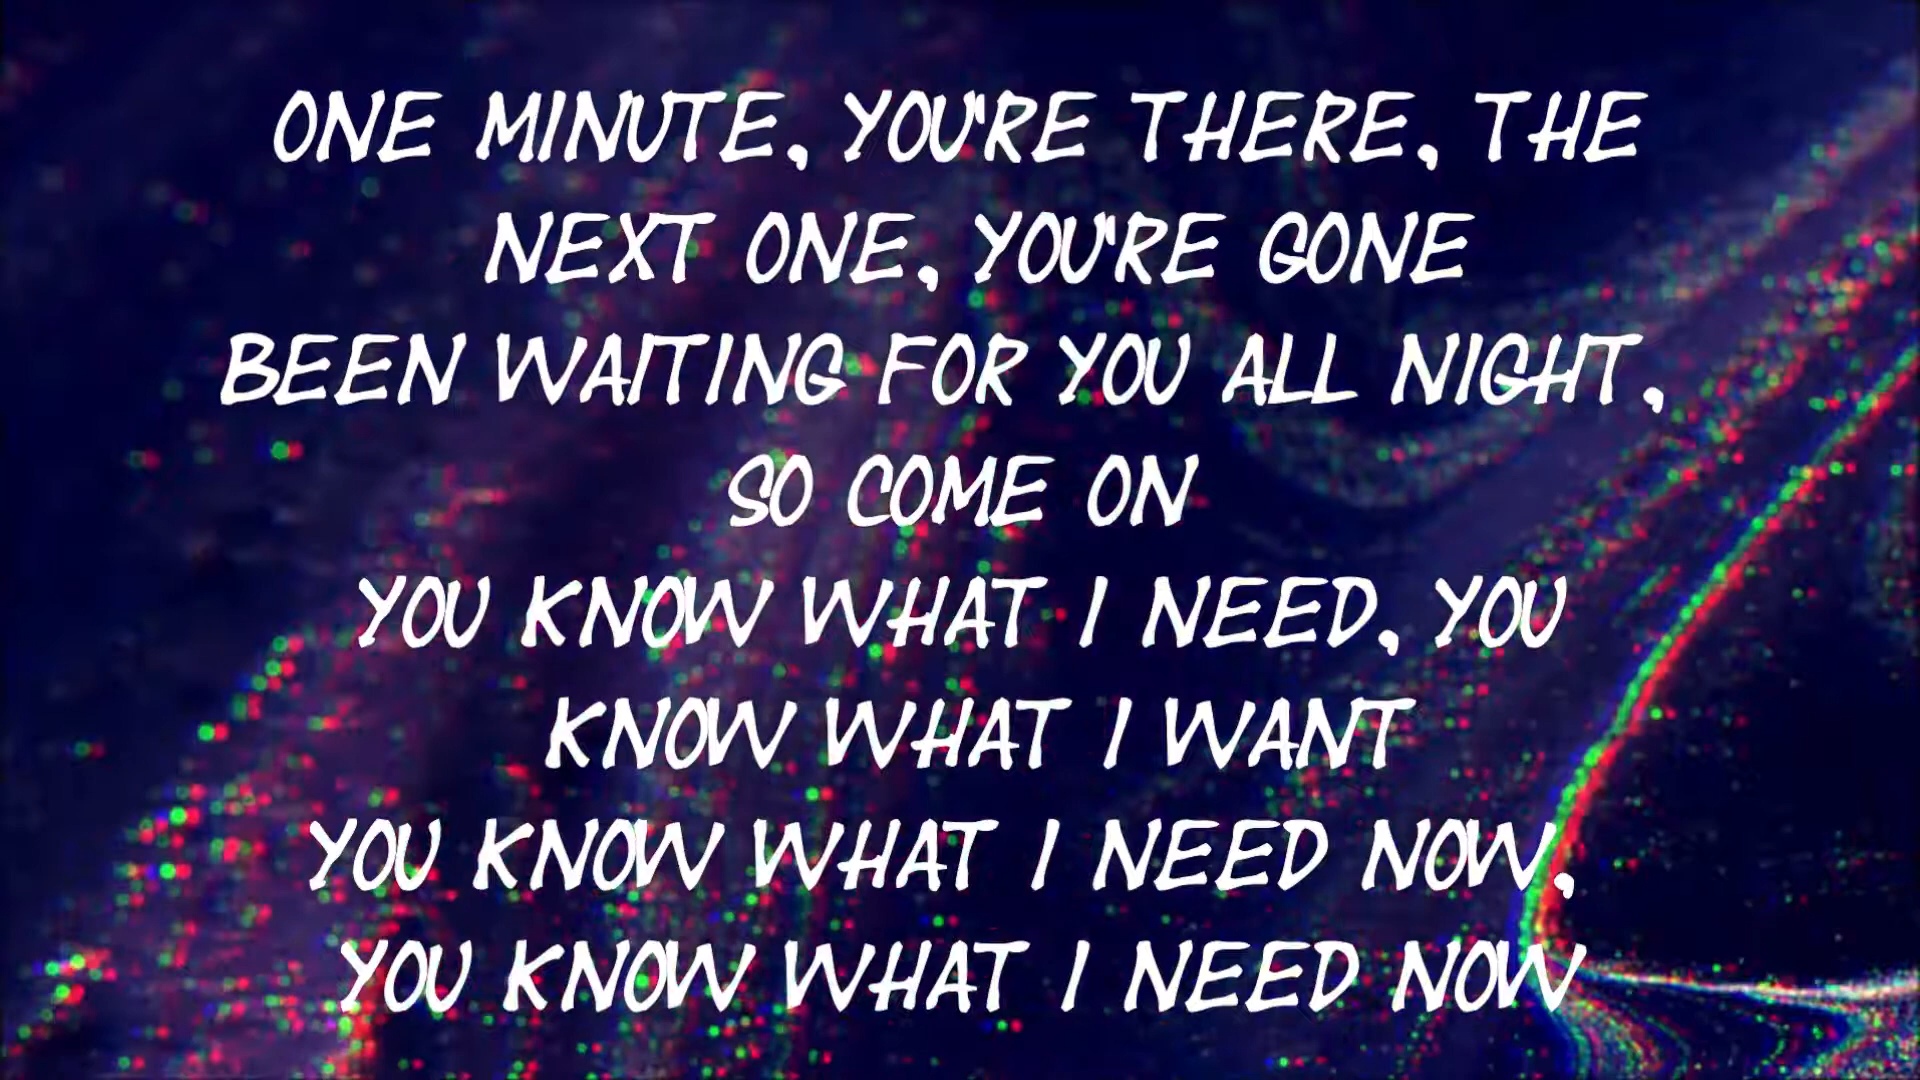 ONE MINUTE, YOU'RE THERE, THE
NEXT ONE, YOU'RE GONE
BEEN WAITING FOR YOU ALL NIGHT,
SO COME ON
YOU KNOW WHAT I NEED, YOU
KNOW WHAT I WANT
YOU KNOW WHAT I NEED NOW,
YOU KNOW WHAT I NEED NOW